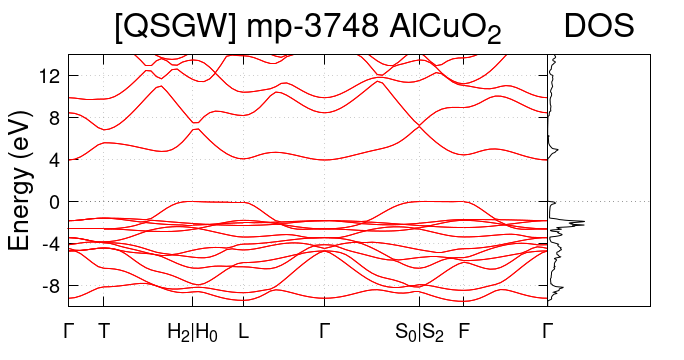 [QSGW] mp-3748 AlCuO₂ DOS
Energy (eV)
12
8
4
0
-4
-8
Γ T H₂|H₀ L Γ S₀|S₂ F Γ